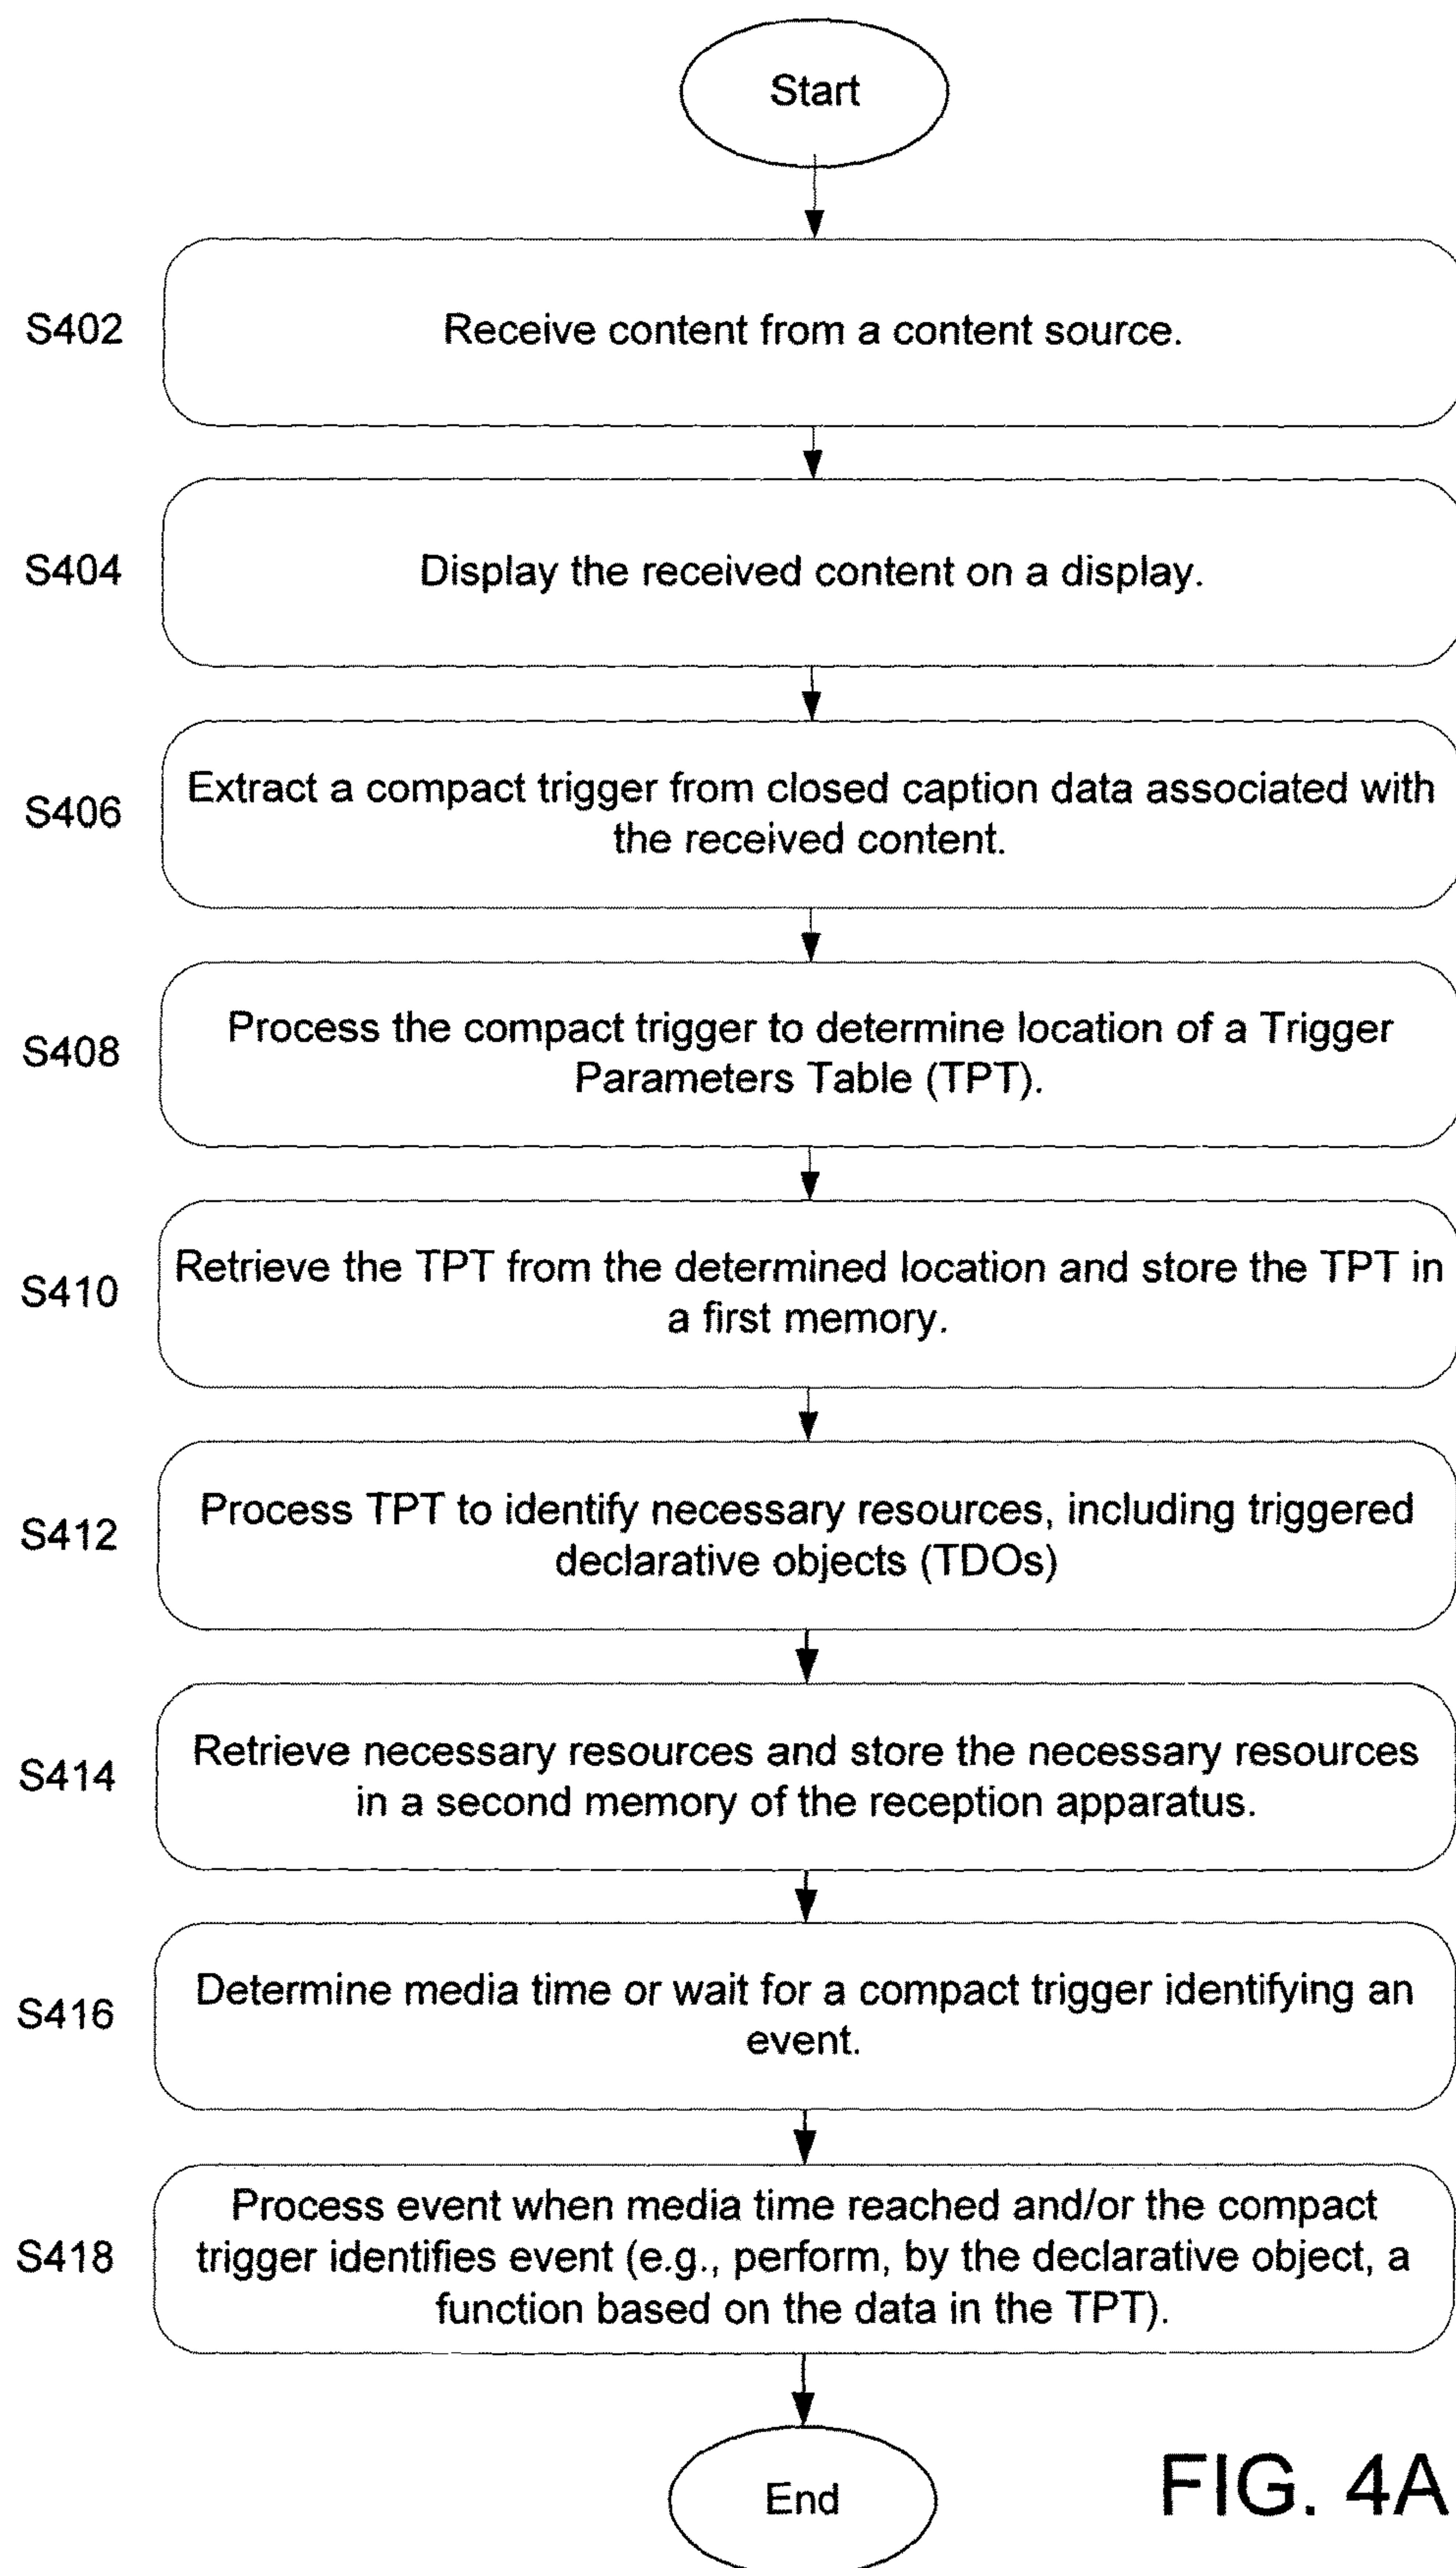 Start
S402
Receive content from a content source.
S404
Display the received content on a display.
S406
Extract a compact trigger from closed caption data associated with
the received content.
S408
Process the compact trigger to determine location of a Trigger
Parameters Table (TPT).
S410
Retrieve the TPT from the determined location and store the TPT in
a first memory.
S412
Process TPT to identify necessary resources, including triggered
declarative objects (TDOs)
S414
Retrieve necessary resources and store the necessary resources
in a second memory of the reception apparatus.
S416
Determine media time or wait for a compact trigger identifying an
event.
S418
Process event when media time reached and/or the compact
trigger identifies event (e.g., perform, by the declarative object, a
function based on the data in the TPT).
End
FIG. 4A